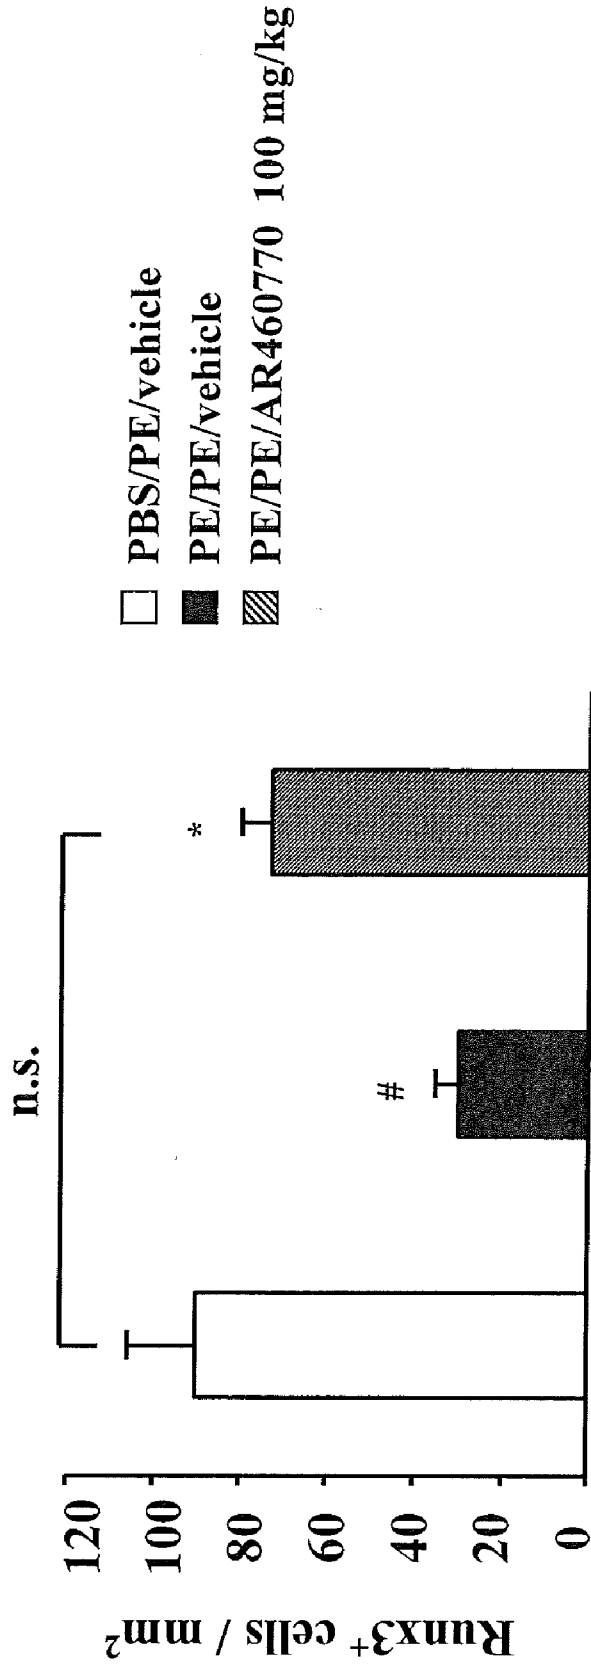 Runx3⁺ cells / mm²
120
100
80
60
40
20
0
n.s.
#
*
PBS/PE/vehicle
PE/PE/vehicle
PE/PE/AR460770 100 mg/kg